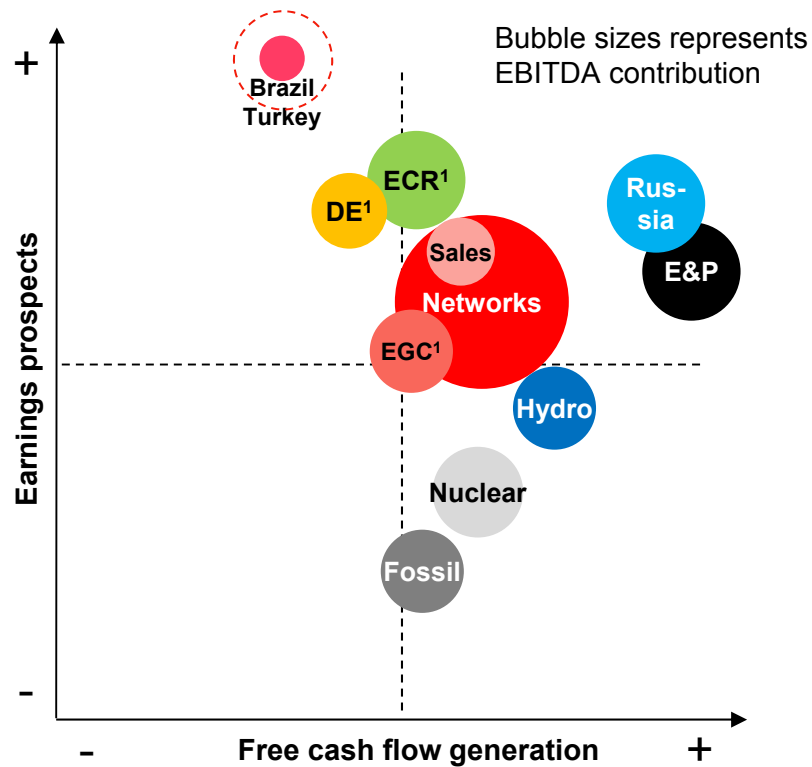 +
Bubble sizes represents
EBITDA contribution
Brazil
Turkey
ECR¹
DE¹
Rus-
sia
Sales
E&P
Networks
EGC¹
Hydro
Nuclear
Fossil
Earnings prospects
-
-
Free cash flow generation
+